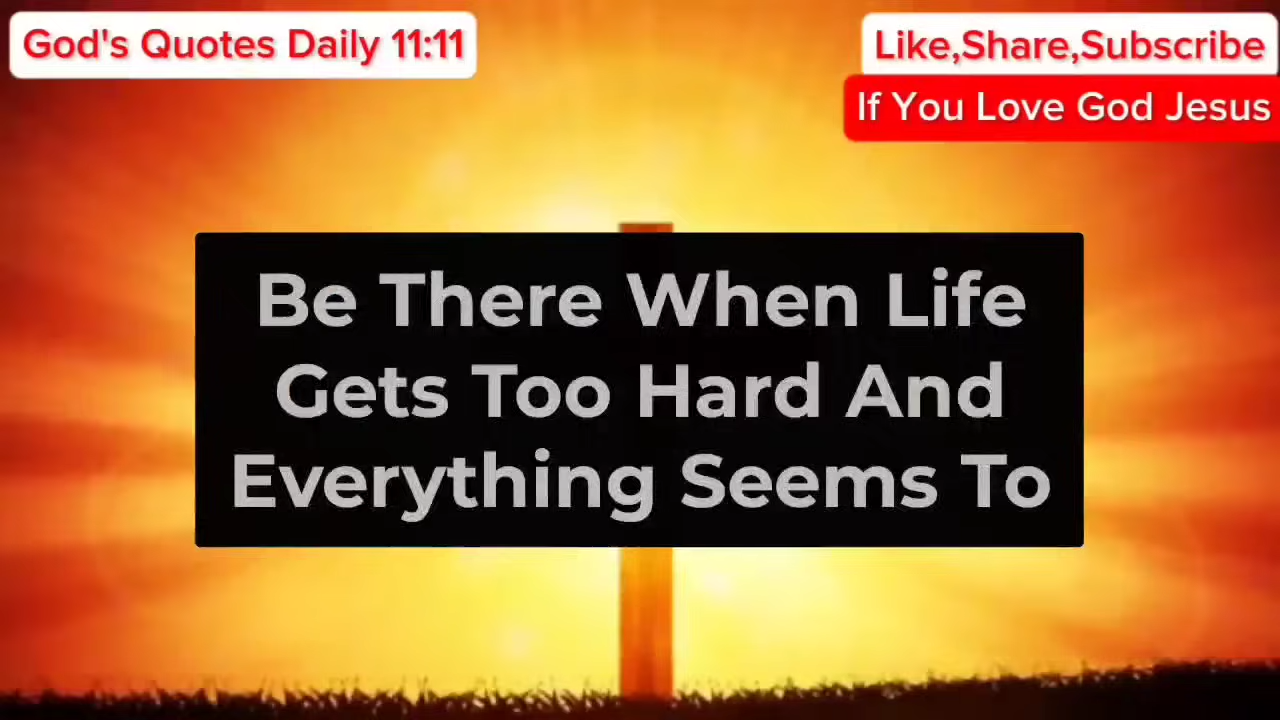 God's Quotes Daily 11:11
Like,Share,Subscribe
If You Love God Jesus
Be There When Life
Gets Too Hard And
Everything Seems To